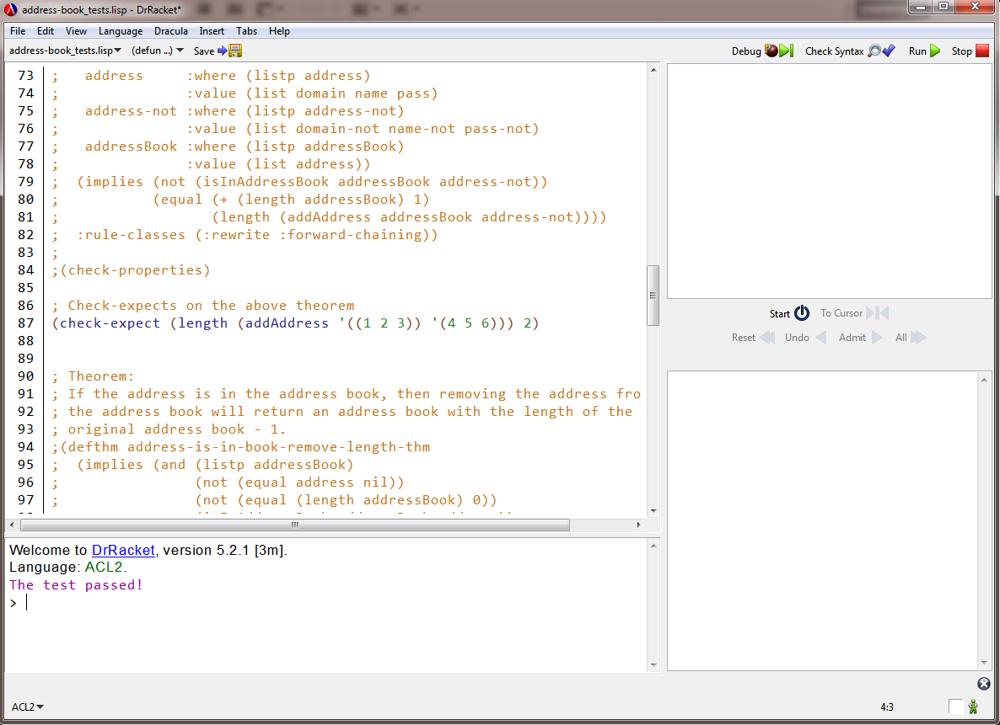 address-book_tests.lisp - DrRacket*
File Edit View Language Dracula Insert Tabs Help
address-book_tests.lisp (defun ...) Save Debug Check Syntax Run Stop
73 ;   address     :where (listp address)
74 ;               :value (list domain name pass)
75 ;   address-not :where (listp address-not)
76 ;               :value (list domain-not name-not pass-not)
77 ;   addressBook :where (listp addressBook)
78 ;               :value (list address))
79 ;  (implies (not (isInAddressBook addressBook address-not))
80 ;           (equal (+ (length addressBook) 1)
81 ;                  (length (addAddress addressBook address-not))))
82 ;  :rule-classes (:rewrite :forward-chaining))
83 ;
84 ;(check-properties)
85
86 ; Check-expects on the above theorem
87 (check-expect (length (addAddress '((1 2 3)) '(4 5 6))) 2)
88
89
90 ; Theorem:
91 ; If the address is in the address book, then removing the address fro
92 ; the address book will return an address book with the length of the
93 ; original address book - 1.
94 ;(defthm address-is-in-book-remove-length-thm
95 ;  (implies (and (listp addressBook)
96 ;                (not (equal address nil))
97 ;                (not (equal (length addressBook) 0))
Start To Cursor
Reset Undo Admit All
Welcome to DrRacket, version 5.2.1 [3m].
Language: ACL2.
The test passed!
>
ACL2 4:3